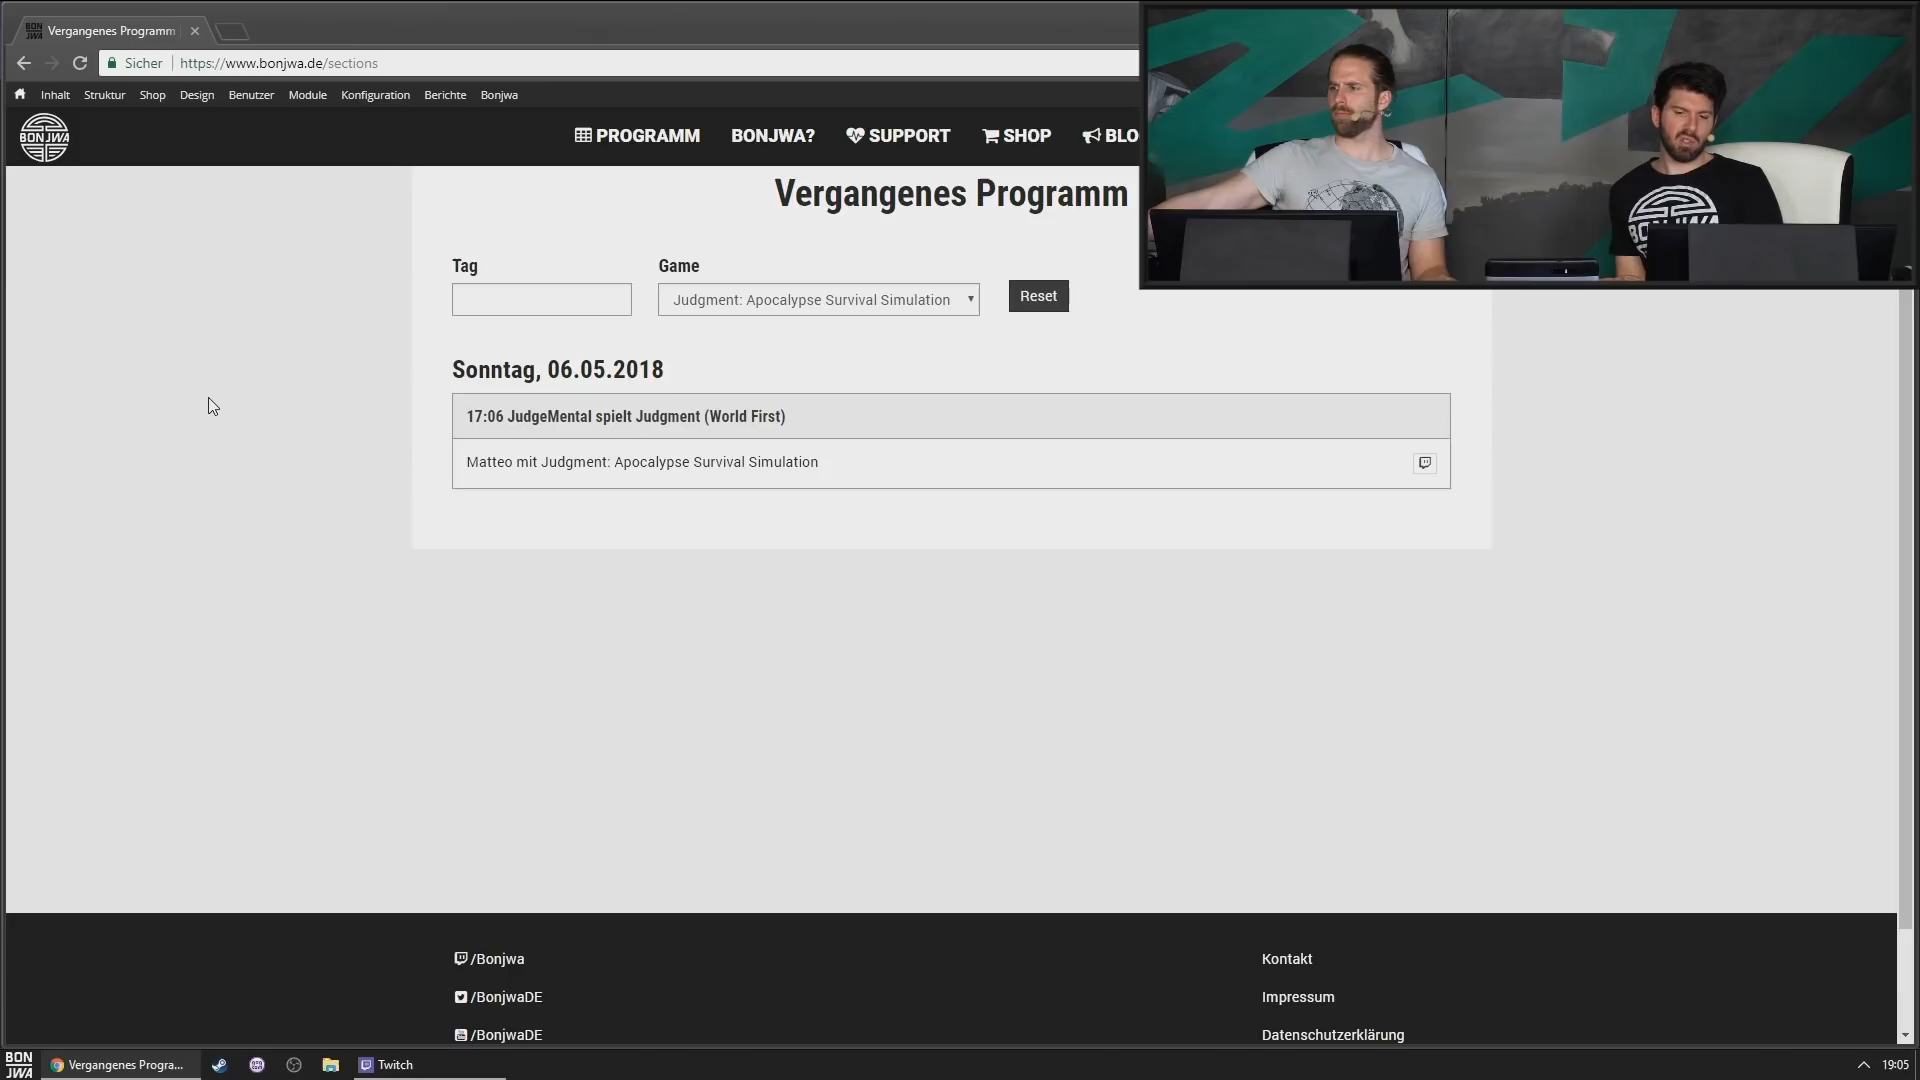 BON
JWA
Vergangenes Programm
Sicher
https://www.bonjwa.de/sections
Inhalt Struktur Shop Design Benutzer Module Konfiguration Berichte Bonjwa
BONJWA
PROGRAMM BONJWA? SUPPORT SHOP BLO
Vergangenes Programm
Tag Game
Judgment: Apocalypse Survival Simulation
Reset
Sonntag, 06.05.2018
17:06 JudgeMental spielt Judgment (World First)
Matteo mit Judgment: Apocalypse Survival Simulation
BONJWA
/Bonjwa
/BonjwaDE
/BonjwaDE
Kontakt
Impressum
Datenschutzerklärung
BON
JWA
Vergangenes Progra...
Twitch
19:05